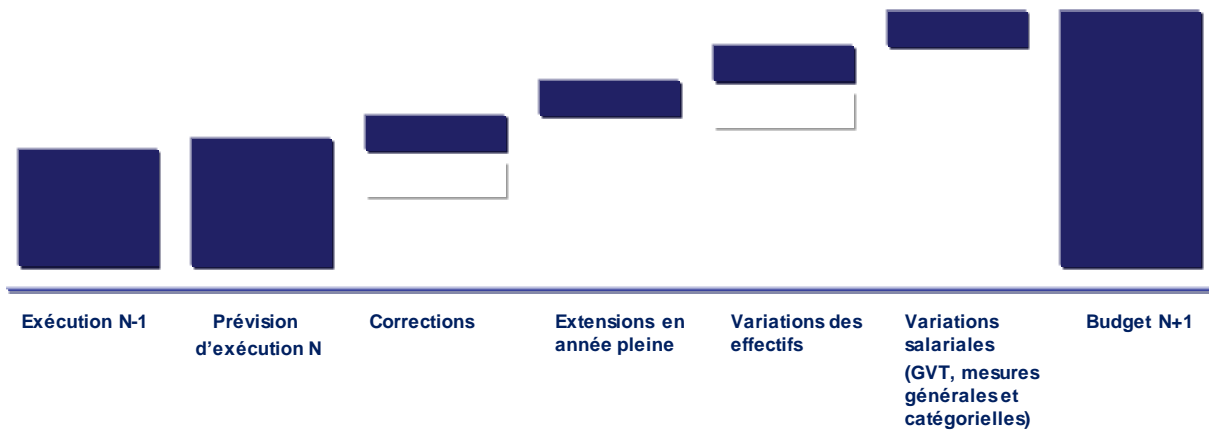 Exécution N-1
Prévision
d’exécution N
Corrections
Extensions en
année pleine
Variations des
effectifs
Variations
salariales
(GVT, mesures
générales et
catégorielles)
Budget N+1